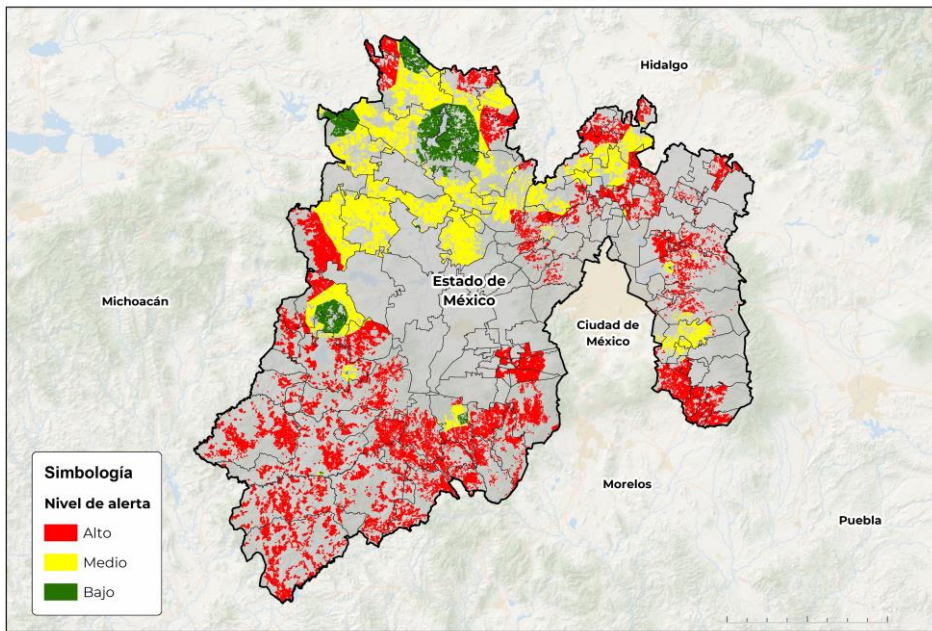 Hidalgo
Michoacán
Estado de
México
Ciudad de
México
Morelos
Puebla
Simbología
Nivel de alerta
Alto
Medio
Bajo